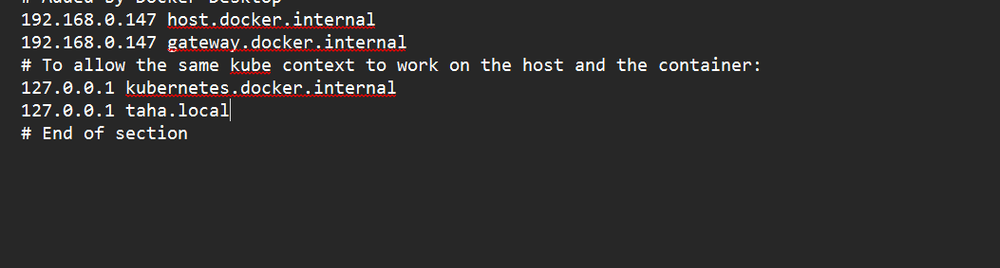 # Added by Docker Desktop
192.168.0.147 host.docker.internal
192.168.0.147 gateway.docker.internal
# To allow the same kube context to work on the host and the container:
127.0.0.1 kubernetes.docker.internal
127.0.0.1 taha.local
# End of section